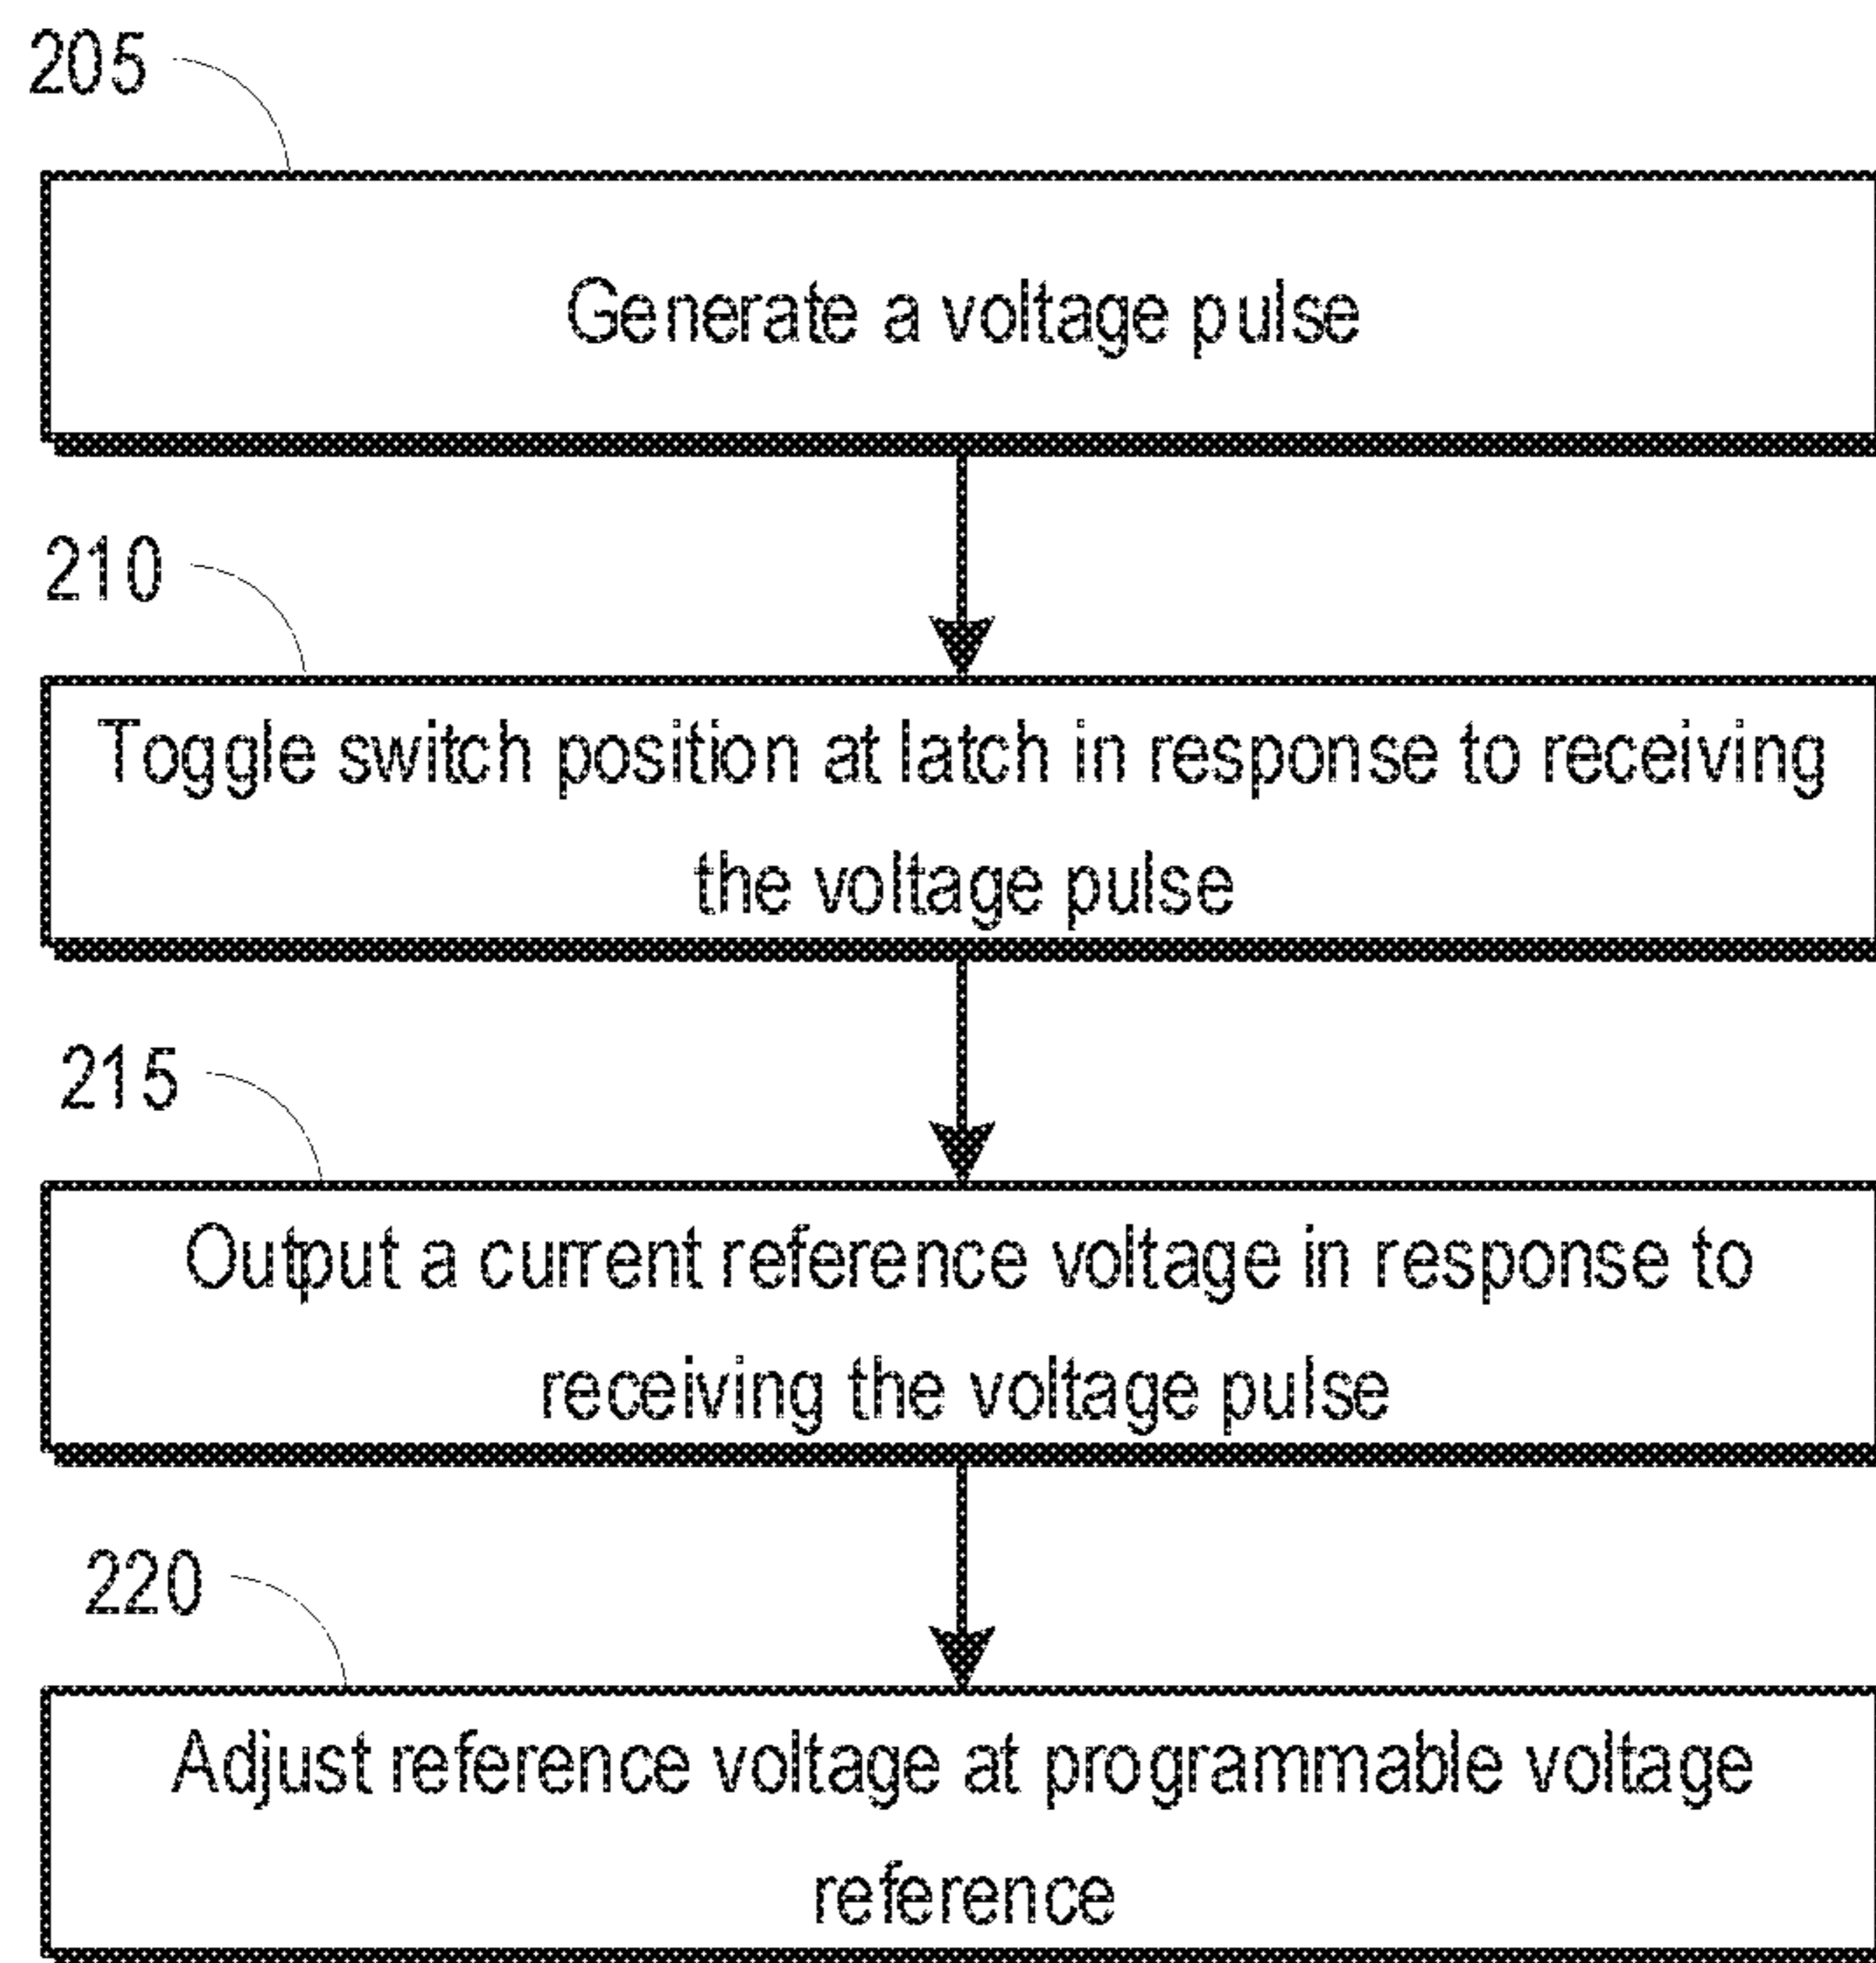 205
Generate a voltage pulse
210
Toggle switch position at latch in response to receiving
the voltage pulse
215
Output a current reference voltage in response to
receiving the voltage pulse
220
Adjust reference voltage at programmable voltage
reference